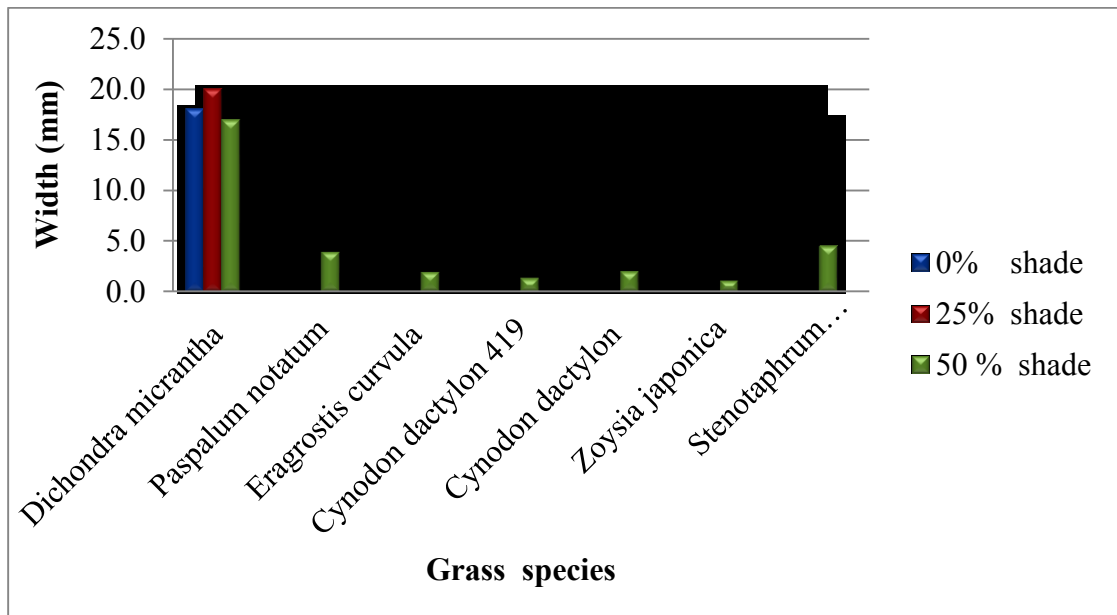 25.0
20.0
15.0
10.0
5.0
0.0
Width (mm)
Dichondra micrantha
Paspalum notatum
Eragrostis curvula
Cynodon dactylon 419
Cynodon dactylon
Zoysia japonica
Stenotaphrum…
Grass species
0% shade
25% shade
50 % shade